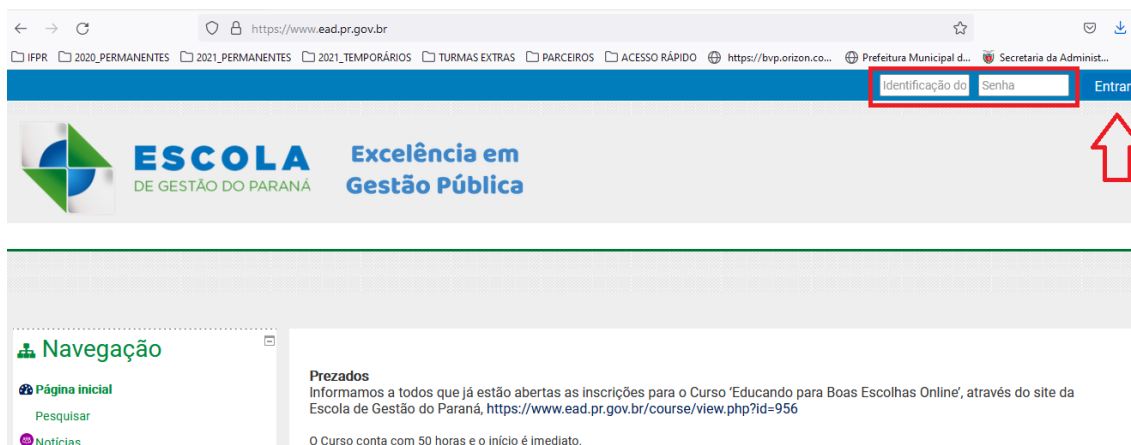 https://www.ead.pr.gov.br
IFPR 2020_PERMANENTES 2021_PERMANENTES 2021_TEMPORÁRIOS TURMAS EXTRAS PARCEIROS ACESSO RÁPIDO https://bvp.orizon.co... Prefeitura Municipal d... Secretaria da Administ...
Identificação do Senha Entrar
ESCOLA
DE GESTÃO DO PARANÁ
Excelência em
Gestão Pública
Navegação
Página inicial
Pesquisar
Notícias
Prezados
Informamos a todos que já estão abertas as inscrições para o Curso ‘Educando para Boas Escolhas Online’, através do site da
Escola de Gestão do Paraná, https://www.ead.pr.gov.br/course/view.php?id=956
O Curso conta com 50 horas e o início é imediato.